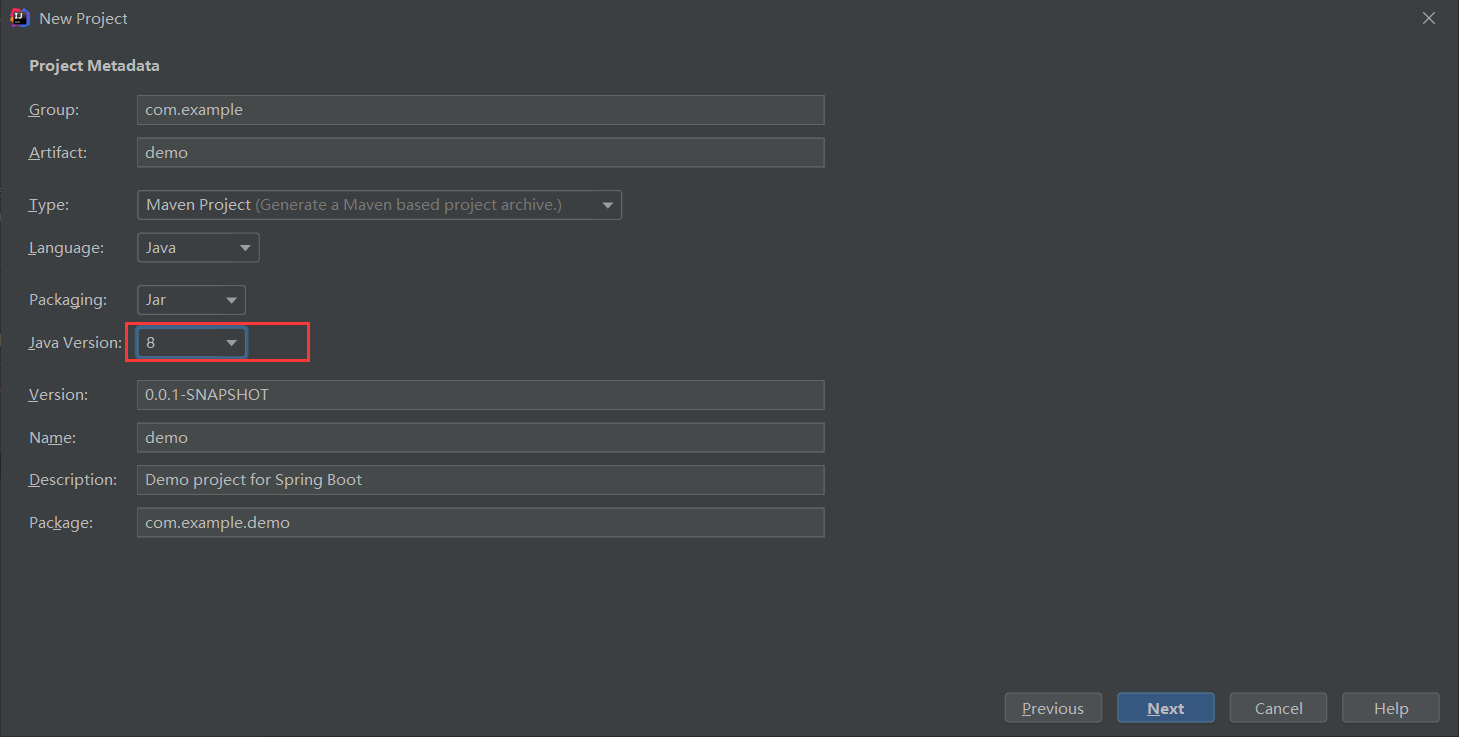 New Project
Project Metadata
Group: com.example
Artifact: demo
Type: Maven Project (Generate a Maven based project archive.)
Language: Java
Packaging: Jar
Java Version: 8
Version: 0.0.1-SNAPSHOT
Name: demo
Description: Demo project for Spring Boot
Package: com.example.demo
Previous Next Cancel Help